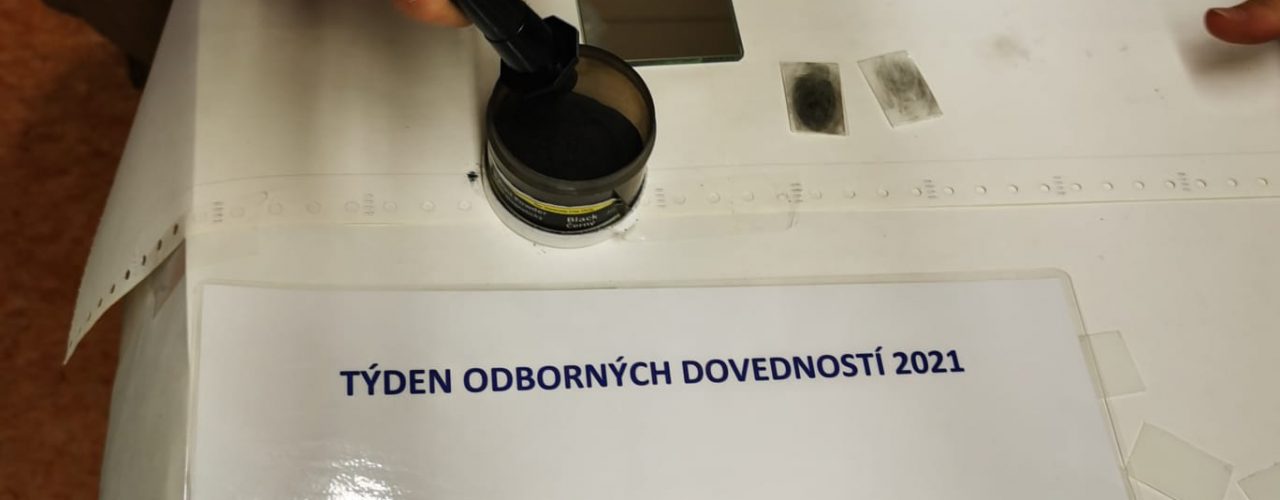 Black
Černý
TÝDEN ODBORNÝCH DOVEDNOSTÍ 2021